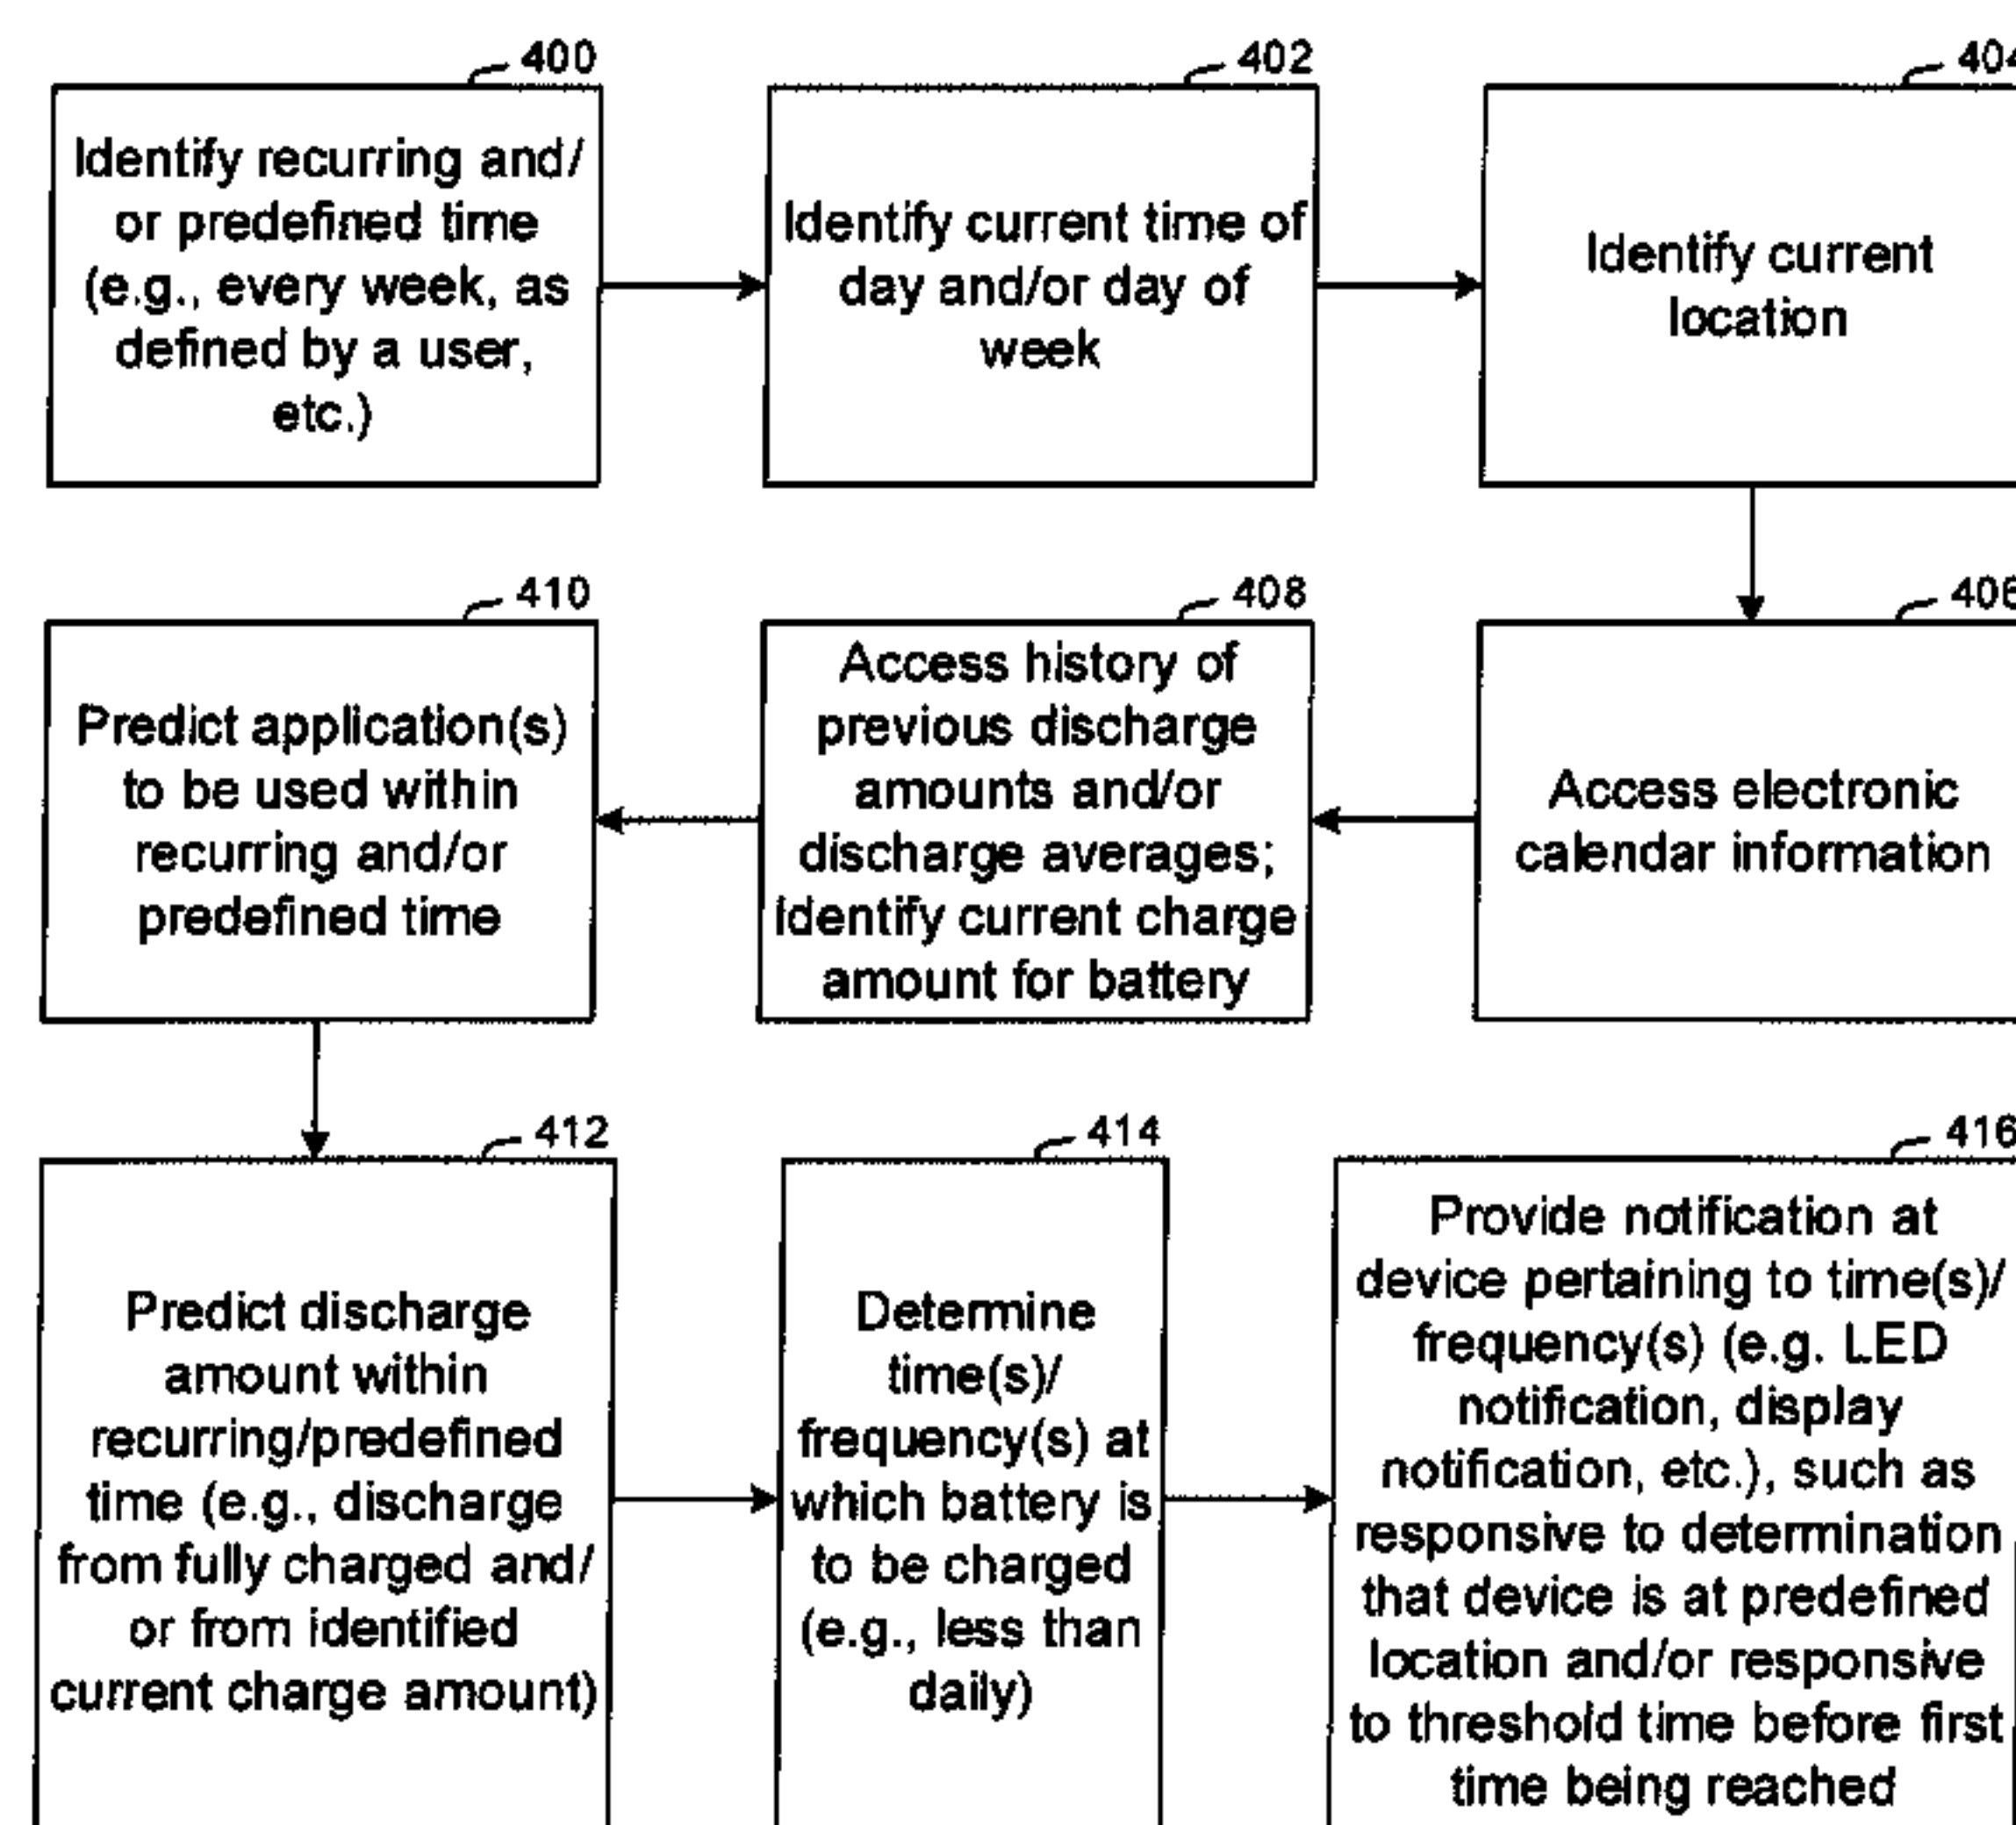 400
Identify recurring and/
or predefined time
(e.g., every week, as
defined by a user,
etc.)
402
Identify current time of
day and/or day of
week
404
Identify current
location
410
Predict application(s)
to be used within
recurring and/or
predefined time
408
Access history of
previous discharge
amounts and/or
discharge averages;
identify current charge
amount for battery
406
Access electronic
calendar information
412
Predict discharge
amount within
recurring/predefined
time (e.g., discharge
from fully charged and/
or from identified
current charge amount)
414
Determine
time(s)/
frequency(s) at
which battery is
to be charged
(e.g., less than
daily)
416
Provide notification at
device pertaining to time(s)/
frequency(s) (e.g. LED
notification, display
notification, etc.), such as
responsive to determination
that device is at predefined
location and/or responsive
to threshold time before first
time being reached